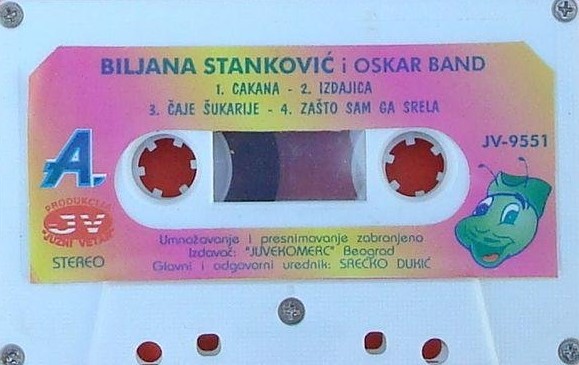 BILJANA STANKOVIĆ i OSKAR BAND
1. CAKANA - 2. IZDAJICA
3. ČAJE ŠUKARIJE - 4. ZAŠTO SAM GA SRELA
A.
JV-9551
PRODUKCIJA
JV
"JUŽNI VETAR"
STEREO
Umnožavanje i presnimavanje zabranjeno
Izdavač: "JUVEKOMERC" Beograd
Glavni i odgovorni urednik: SREĆKO DUKIĆ